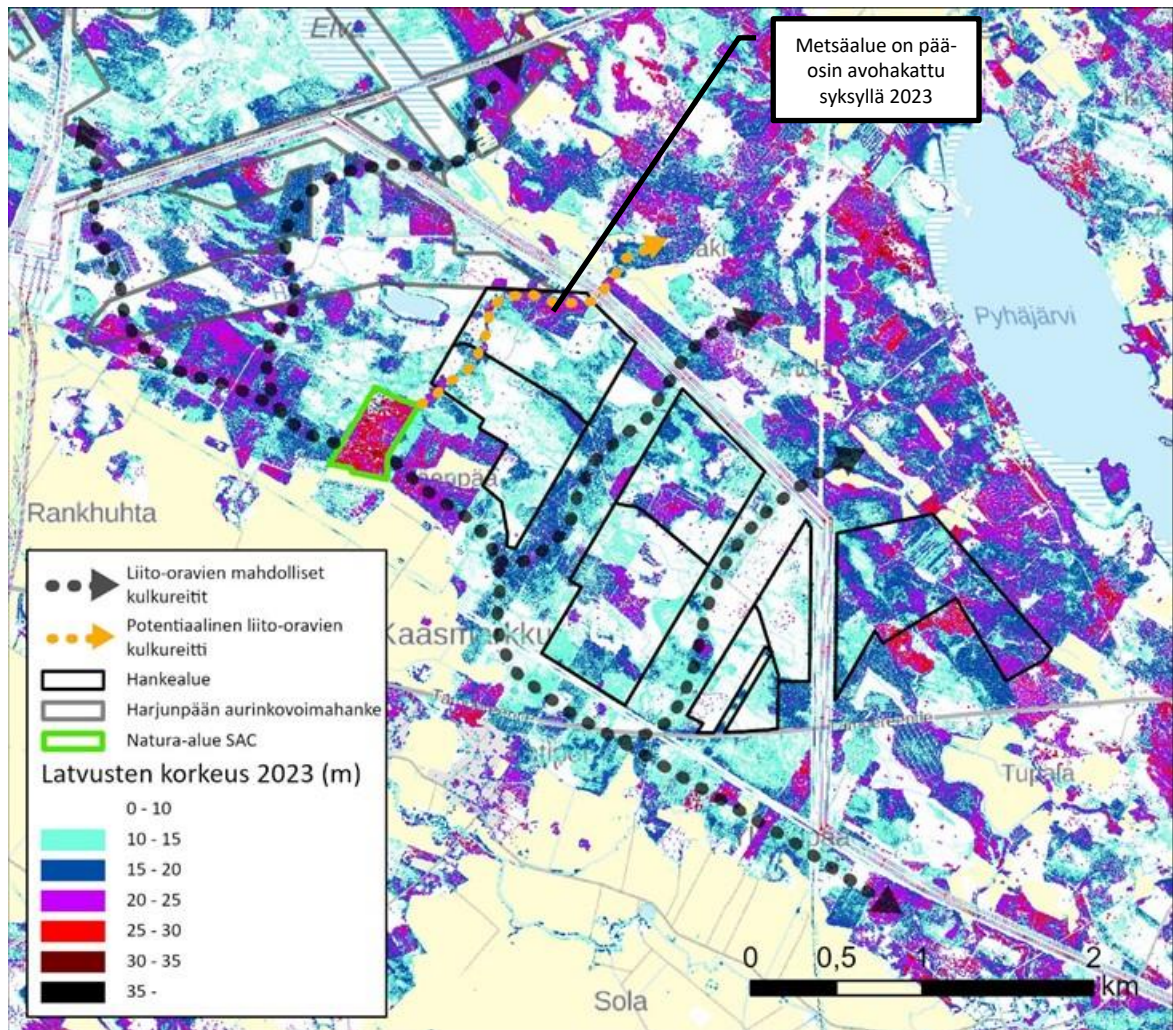 Metsäalue on pää-
osin avohakattu
syksyllä 2023
Pyhäjärvi
Rankhuhta
Kaasmarkku
Tupala
Sola
Liito-oravien mahdolliset
kulkureitit
Potentiaalinen liito-oravien
kulkureitti
Hankealue
Harjunpään aurinkovoimahanke
Natura-alue SAC
Latvusten korkeus 2023 (m)
0 - 10
10 - 15
15 - 20
20 - 25
25 - 30
30 - 35
35 -
0 0,5 1 2
km